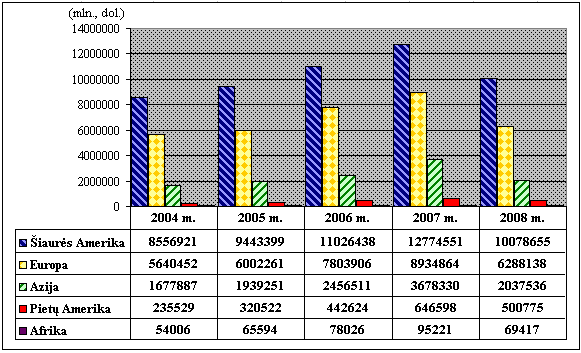 (mln., dol.)
14000000
12000000
10000000
8000000
6000000
4000000
2000000
0
2004 m. 2005 m. 2006 m. 2007 m. 2008 m.
Šiaurės Amerika 8556921 9443399 11026438 12774551 10078655
Europa 5640452 6002261 7803906 8934864 6288138
Azija 1677887 1939251 2456511 3678330 2037536
Pietų Amerika 235529 320522 442624 646598 500775
Afrika 54006 65594 78026 95221 69417